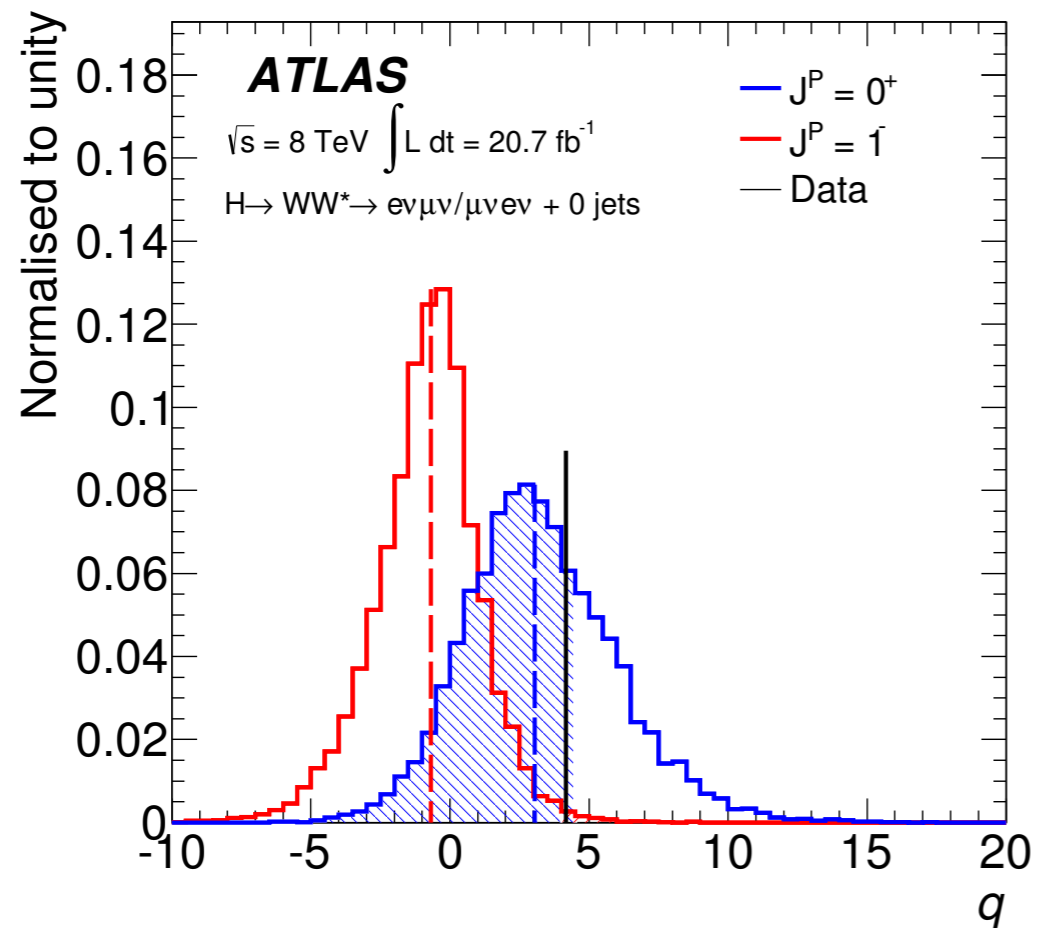 Normalised to unity
ATLAS
√s = 8 TeV ∫L dt = 20.7 fb⁻¹
H→ WW*→ eνμν/μνeν + 0 jets
Jᴾ = 0⁺
Jᴾ = 1⁻
Data
0.18
0.16
0.14
0.12
0.1
0.08
0.06
0.04
0.02
0
-10 -5 0 5 10 15 20
q